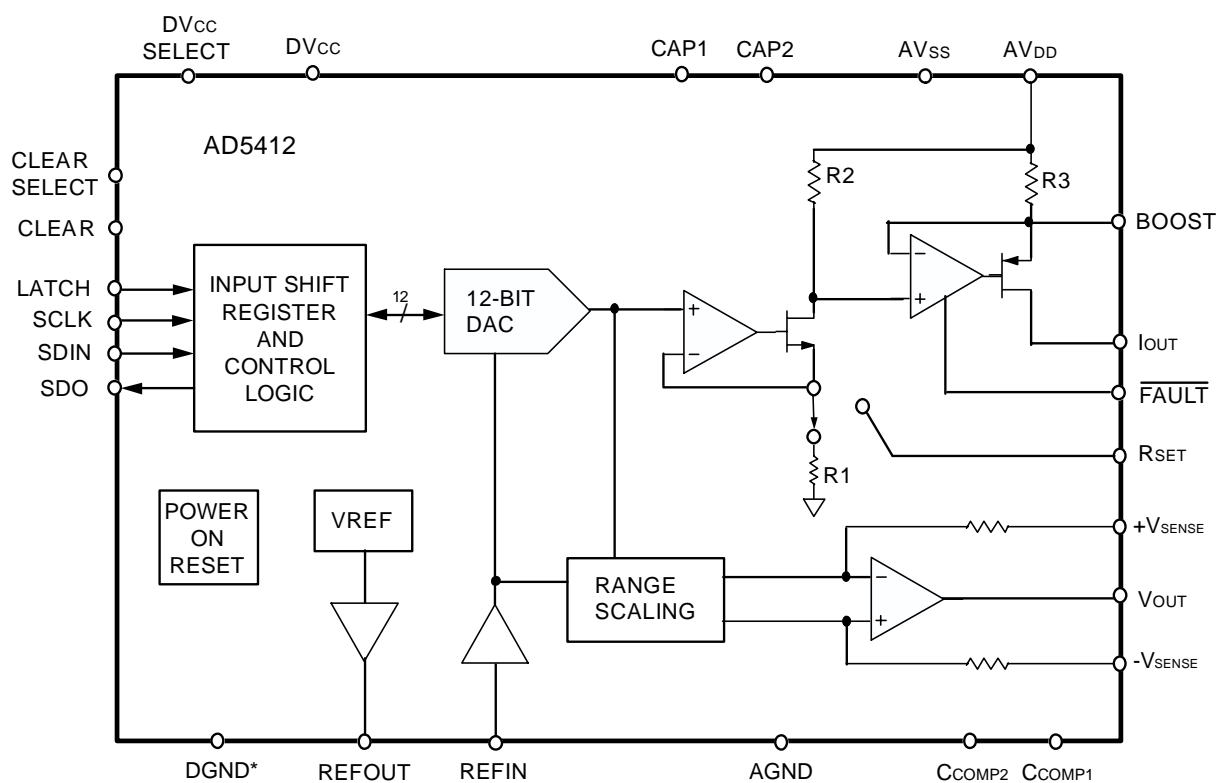 DVCC
SELECT
DVCC
CAP1
CAP2
AVSS
AVDD
AD5412
CLEAR
SELECT
CLEAR
LATCH
SCLK
SDIN
SDO
INPUT SHIFT
REGISTER
AND
CONTROL
LOGIC
12
12-BIT
DAC
+
−
R2
R3
−
+
BOOST
IOUT
FAULT
RSET
R1
POWER
ON
RESET
VREF
RANGE
SCALING
−
+
+VSENSE
VOUT
-VSENSE
DGND*
REFOUT
REFIN
AGND
CCOMP2
CCOMP1